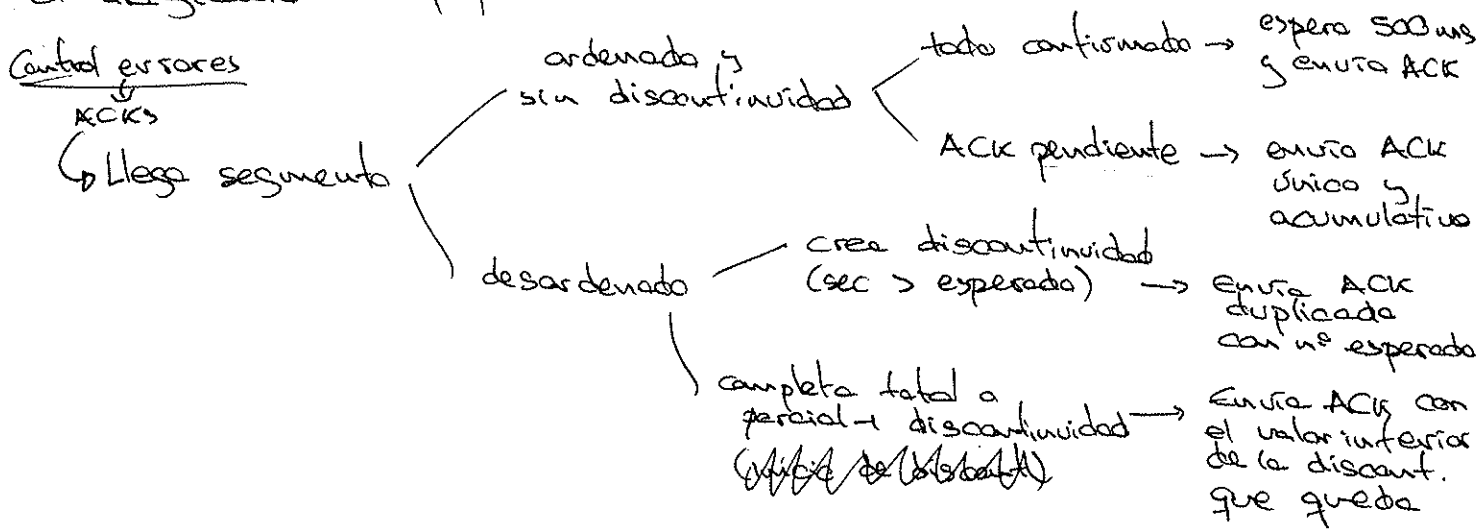 Control errores
ACKs
Llega segmento
ordenado y
sin discontinuidad
todo confirmado → espera 500 ms
y envía ACK
ACK pendiente → envío ACK
único y
acumulativo
desordenado
crea discontinuidad
(sec > esperado) → Envía ACK
duplicado
con nº esperado
completa total o
parcial discontinuidad → Envía ACK con
el valor inferior
de la discont.
que queda